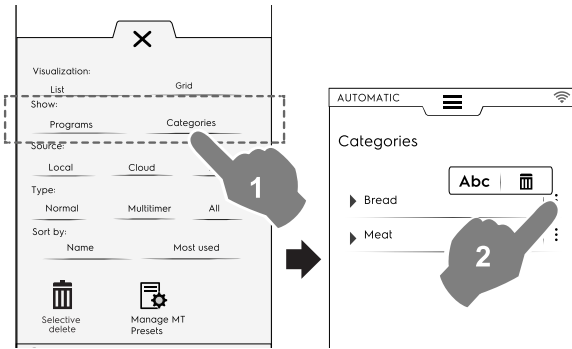 Visualization:
List Grid
Show:
Programs Categories
Source:
Local Cloud
Type:
Normal Multitimer All
Sort by:
Name Most used
Selective
delete
Manage MT
Presets
1
AUTOMATIC
Categories
Abc
Bread
Meat
2